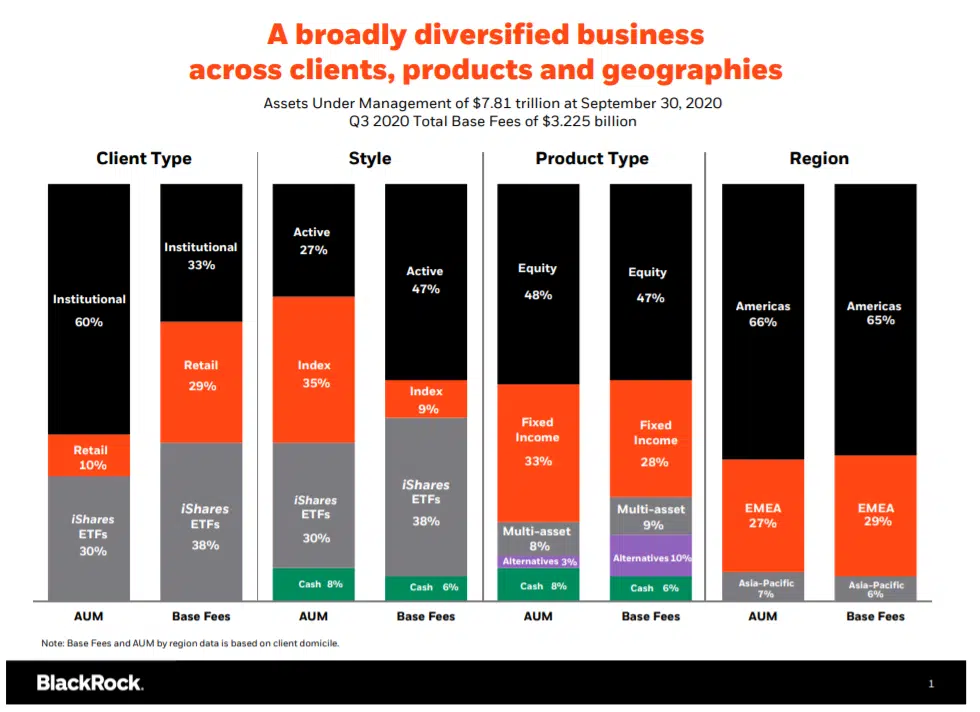 A broadly diversified business
across clients, products and geographies
Assets Under Management of $7.81 trillion at September 30, 2020
Q3 2020 Total Base Fees of $3.225 billion
Client Type
Institutional
60%
Retail
10%
iShares
ETFs
30%
AUM
Institutional
33%
Retail
29%
iShares
ETFs
38%
Base Fees
Style
Active
27%
Index
35%
iShares
ETFs
30%
Cash 8%
AUM
Active
47%
Index
9%
iShares
ETFs
38%
Cash 6%
Base Fees
Product Type
Equity
48%
Fixed
Income
33%
Multi-asset
8%
Alternatives 3%
Cash 8%
AUM
Equity
47%
Fixed
Income
28%
Multi-asset
9%
Alternatives 10%
Cash 6%
Base Fees
Region
Americas
66%
EMEA
27%
Asia-Pacific
7%
AUM
Americas
65%
EMEA
29%
Asia-Pacific
6%
Base Fees
Note: Base Fees and AUM by region data is based on client domicile.
BlackRock.
1